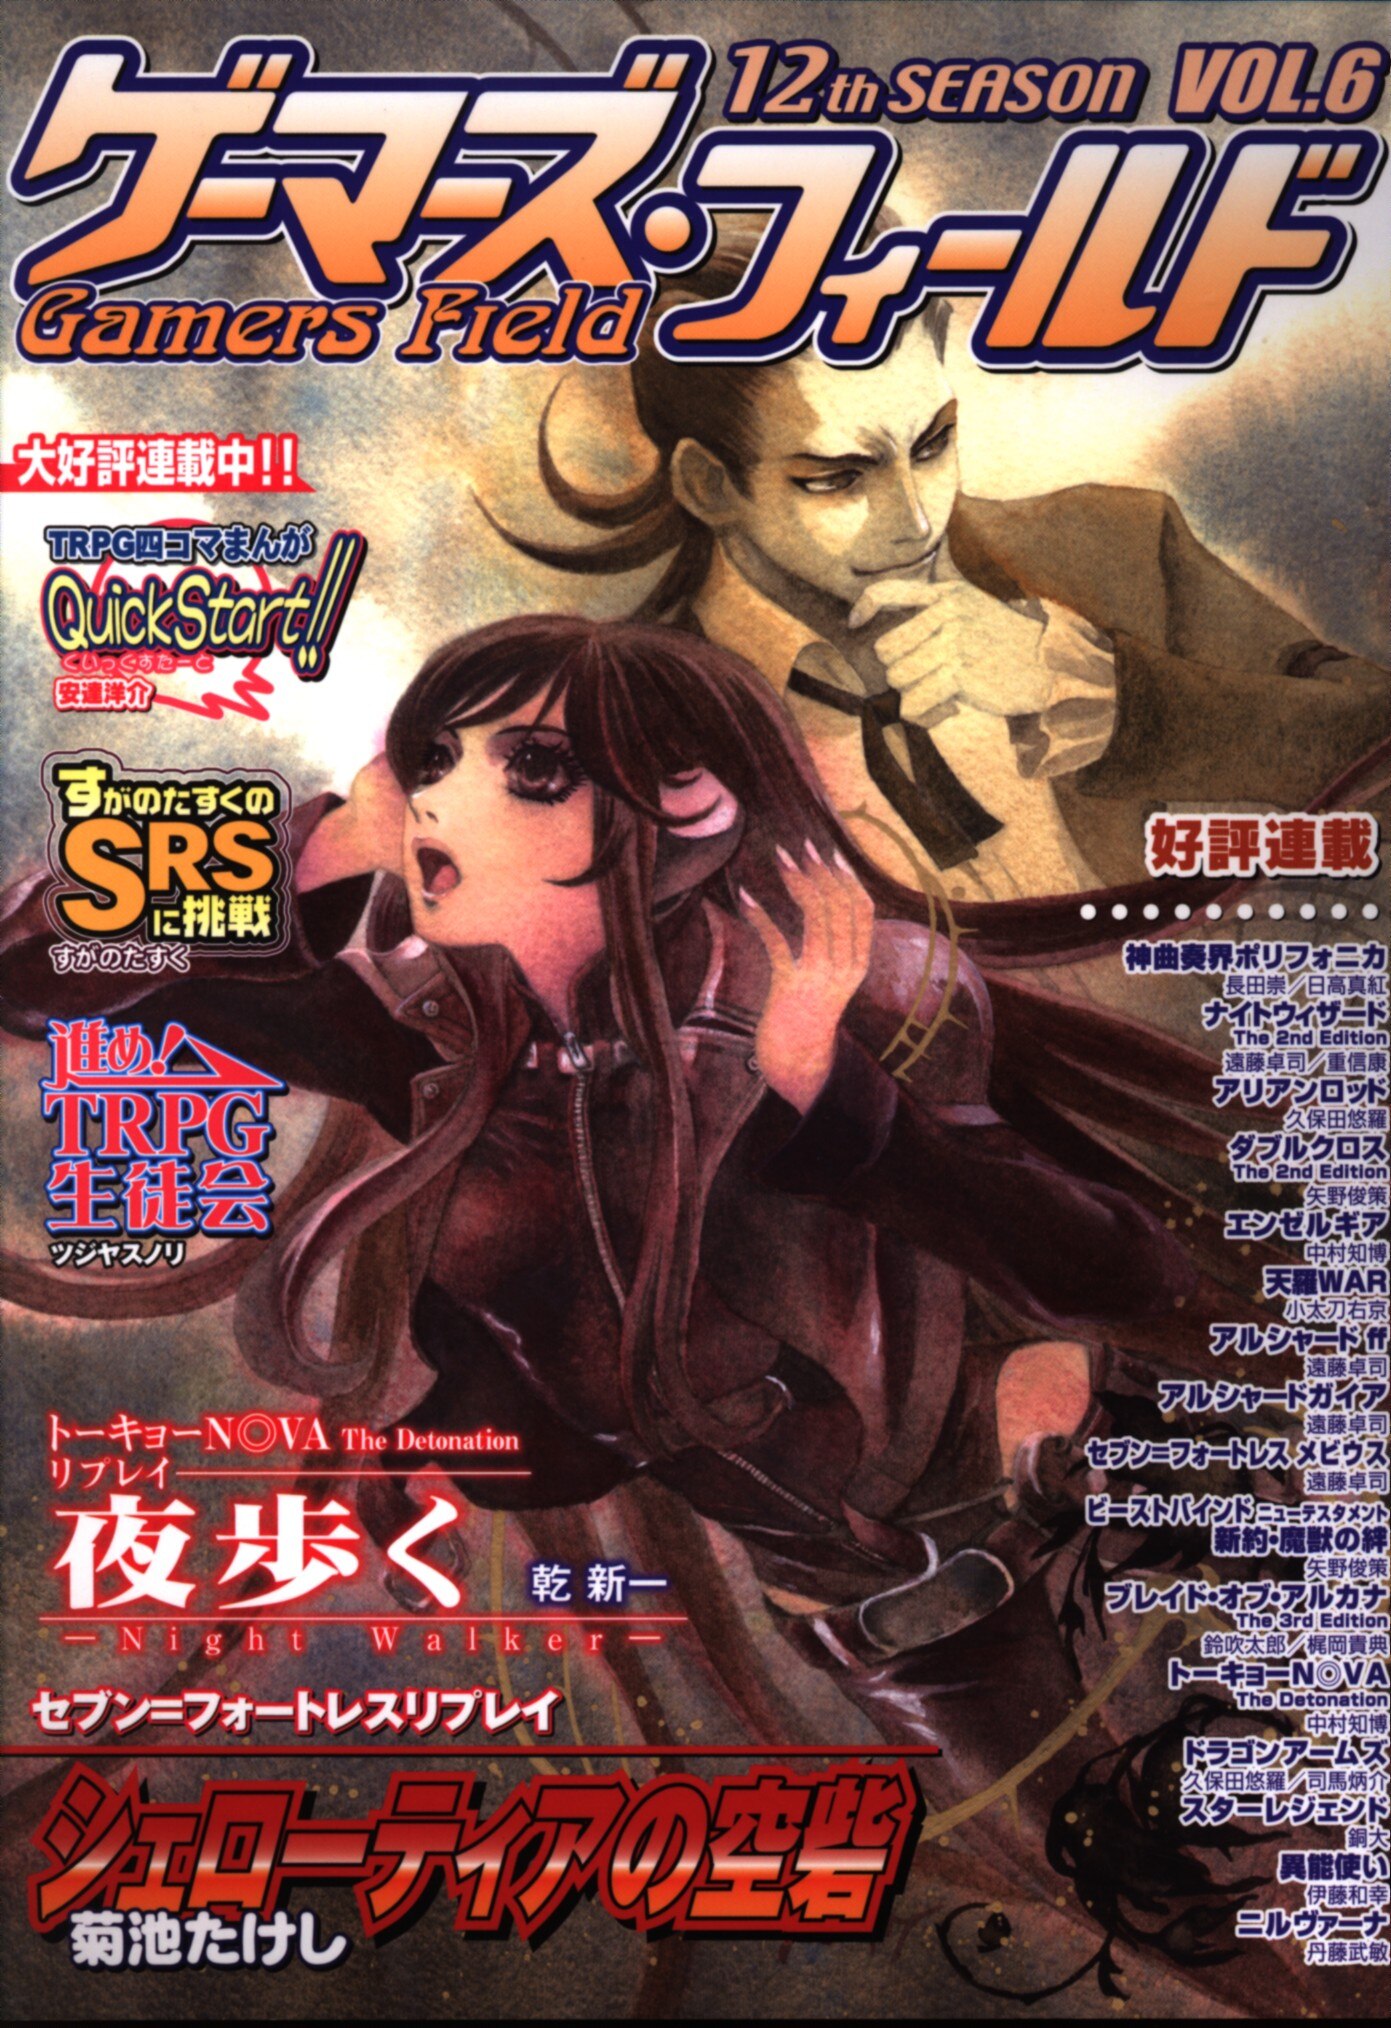 12th SEASON VOL.6
ゲーマーズ・フィールド
Gamers Field
大好評連載中!!
TRPG四コマまんが
QuickStart!!
くいっくすたーと
安達洋介
すがのたすくの
SRS
に挑戦
すがのたすく
進め!
TRPG
生徒会
ツジヤスノリ
トーキョーN◎VA The Detonation
リプレイ
夜歩く
乾 新一
―Night Walker―
セブン=フォートレスリプレイ
シェローティアの空砦
菊池たけし
好評連載
神曲奏界ポリフォニカ
長田崇/日高真紅
ナイトウィザード
The 2nd Edition
遠藤卓司/重信康
アリアンロッド
久保田悠羅
ダブルクロス
The 2nd Edition
矢野俊策
エンゼルギア
中村知博
天羅WAR
小太刀右京
アルシャード ff
遠藤卓司
アルシャードガイア
遠藤卓司
セブン=フォートレス メビウス
遠藤卓司
ビーストバインド ニューテスタメント
新約・魔獣の絆
矢野俊策
ブレイド・オブ・アルカナ
The 3rd Edition
鈴吹太郎/梶岡貴典
トーキョーN◎VA
The Detonation
中村知博
ドラゴンアームズ
久保田悠羅/司馬炳介
スターレジェンド
銅大
異能使い
伊藤和幸
ニルヴァーナ
丹藤武敏